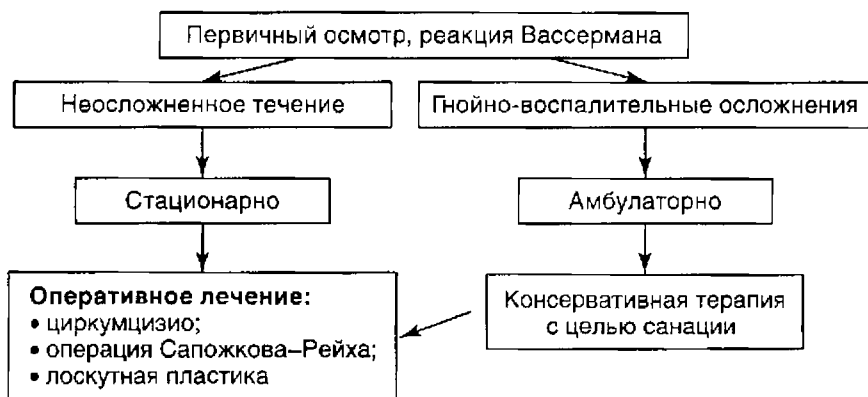 Первичный осмотр, реакция Вассермана
Неосложненное течение
Гнойно-воспалительные осложнения
Стационарно
Амбулаторно
Оперативное лечение:
• циркумцизио;
• операция Сапожкова–Рейха;
• лоскутная пластика
Консервативная терапия
с целью санации